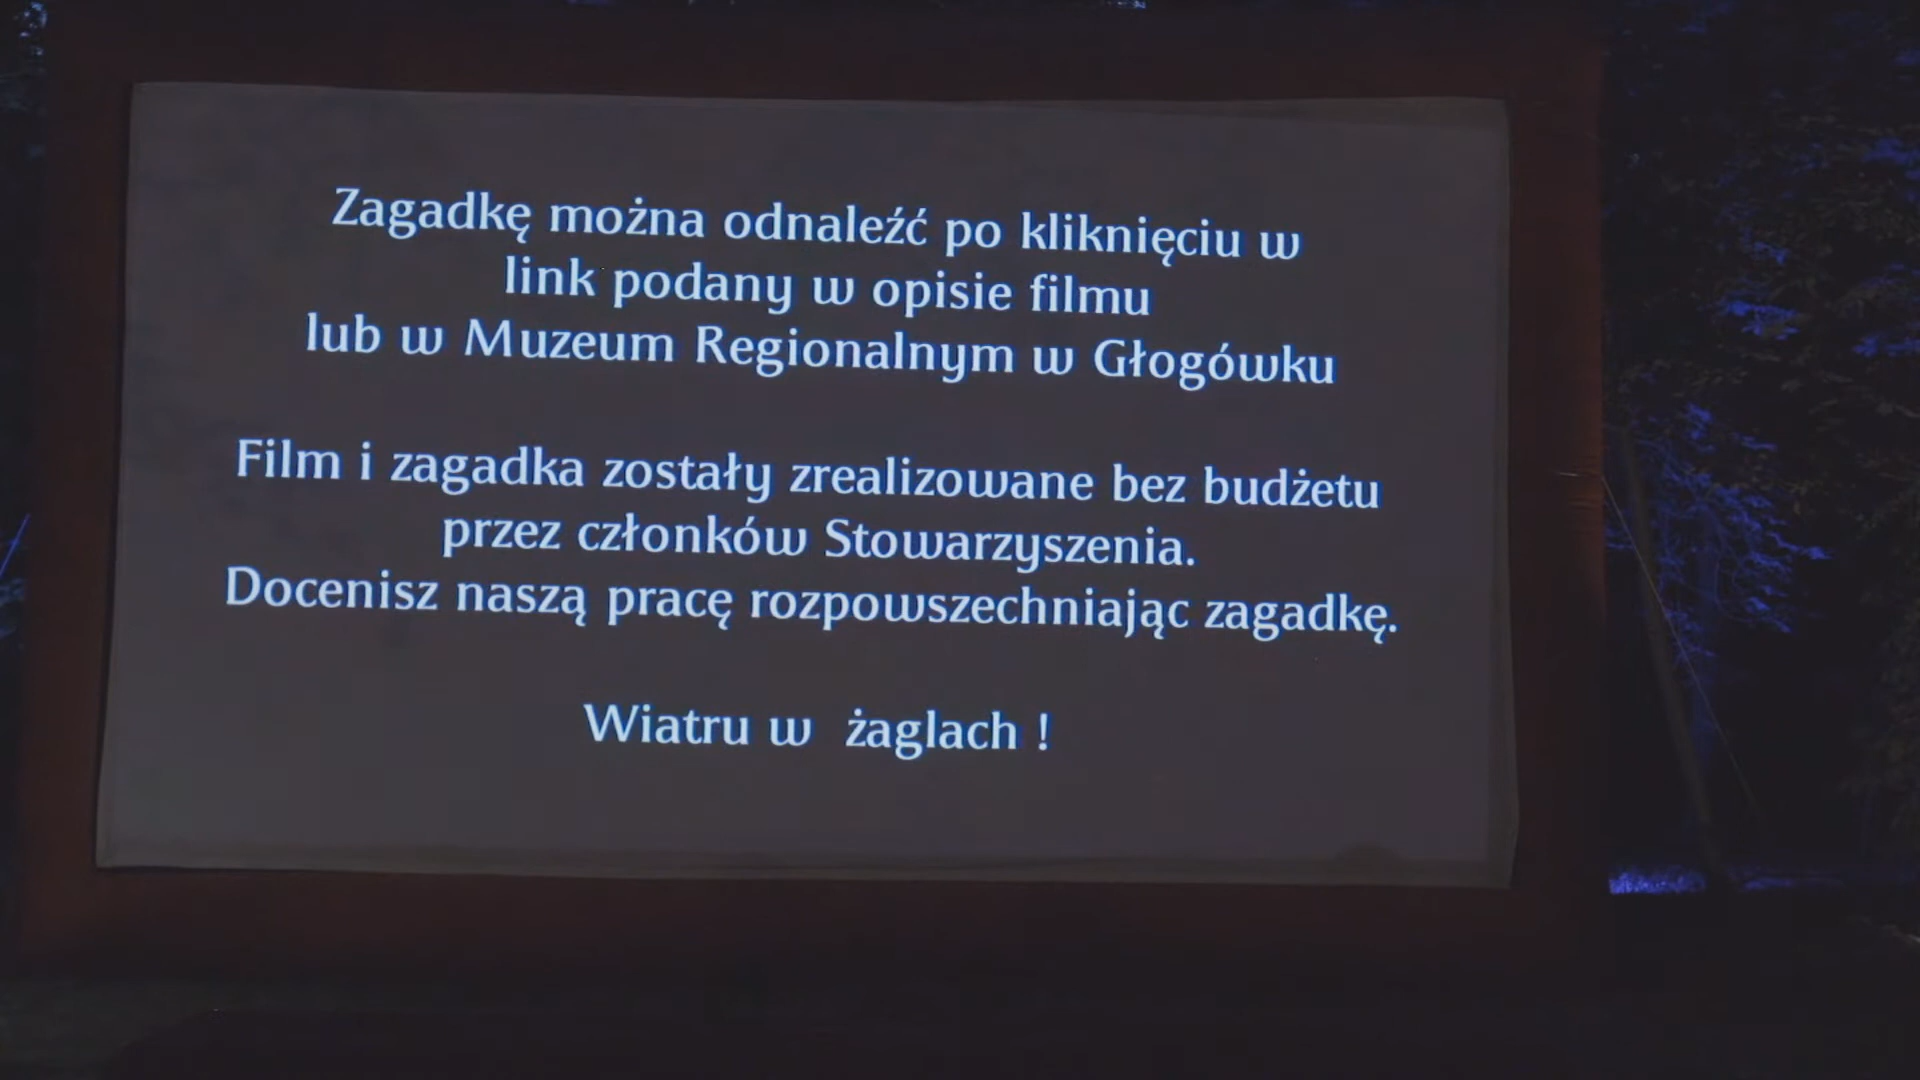 Zagadkę można odnaleźć po kliknięciu w
link podany w opisie filmu
lub w Muzeum Regionalnym w Głogówku
Film i zagadka zostały zrealizowane bez budżetu
przez członków Stowarzyszenia.
Docenisz naszą pracę rozpowszechniając zagadkę.
Wiatru w żaglach !